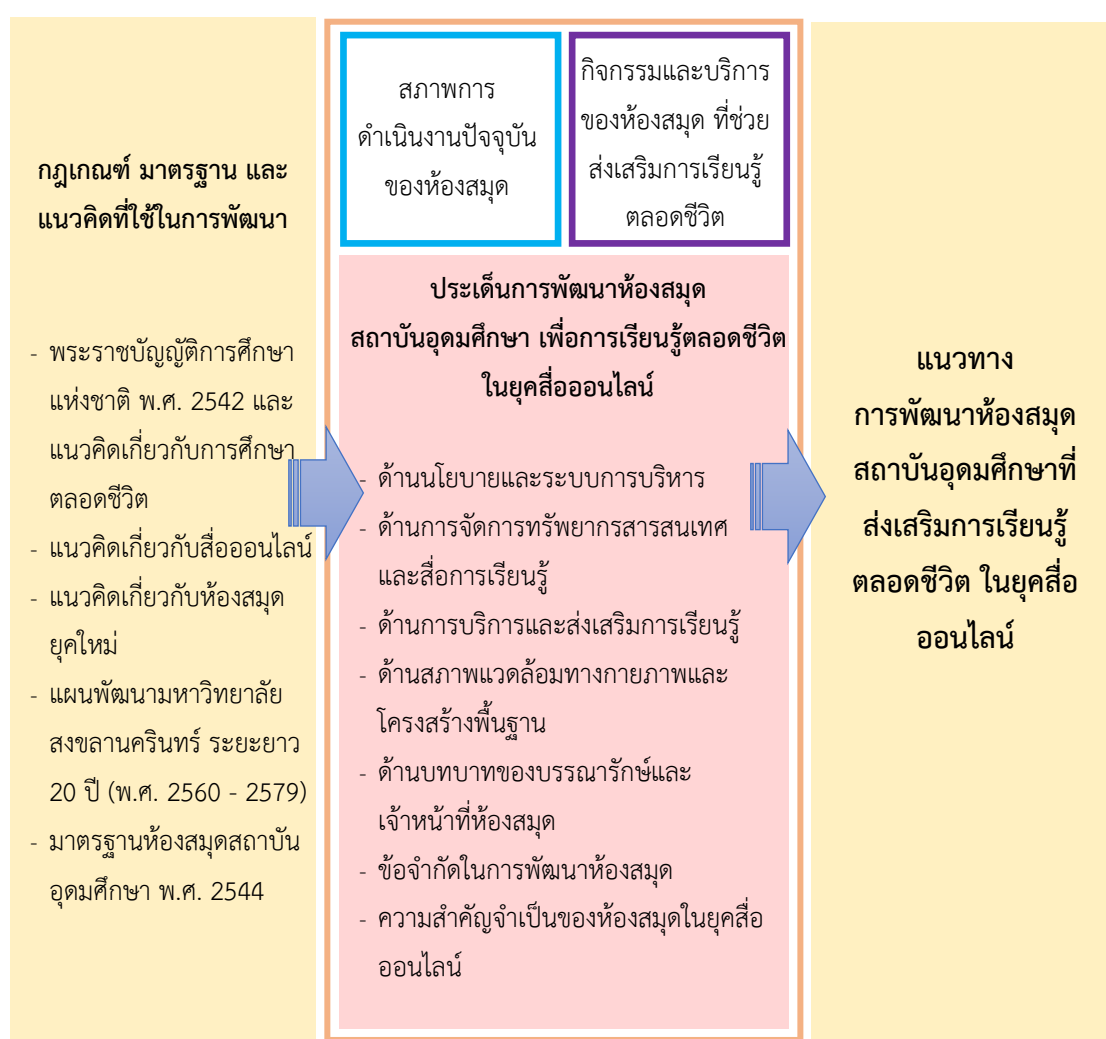 กฎเกณฑ์ มาตรฐาน และ
แนวคิดที่ใช้ในการพัฒนา
- พระราชบัญญัติการศึกษา
แห่งชาติ พ.ศ. 2542 และ
แนวคิดเกี่ยวกับการศึกษา
ตลอดชีวิต
- แนวคิดเกี่ยวกับสื่อออนไลน์
- แนวคิดเกี่ยวกับห้องสมุด
ยุคใหม่
- แผนพัฒนามหาวิทยาลัย
สงขลานครินทร์ ระยะยาว
20 ปี (พ.ศ. 2560 - 2579)
- มาตรฐานห้องสมุดสถาบัน
อุดมศึกษา พ.ศ. 2544
สภาพการ
ดำเนินงานปัจจุบัน
ของห้องสมุด
กิจกรรมและบริการ
ของห้องสมุด ที่ช่วย
ส่งเสริมการเรียนรู้
ตลอดชีวิต
ประเด็นการพัฒนาห้องสมุด
สถาบันอุดมศึกษา เพื่อการเรียนรู้ตลอดชีวิต
ในยุคสื่อออนไลน์
- ด้านนโยบายและระบบการบริหาร
- ด้านการจัดการทรัพยากรสารสนเทศ
และสื่อการเรียนรู้
- ด้านการบริการและส่งเสริมการเรียนรู้
- ด้านสภาพแวดล้อมทางกายภาพและ
โครงสร้างพื้นฐาน
- ด้านบทบาทของบรรณารักษ์และ
เจ้าหน้าที่ห้องสมุด
- ข้อจำกัดในการพัฒนาห้องสมุด
- ความสำคัญจำเป็นของห้องสมุดในยุคสื่อ
ออนไลน์
แนวทาง
การพัฒนาห้องสมุด
สถาบันอุดมศึกษาที่
ส่งเสริมการเรียนรู้
ตลอดชีวิต ในยุคสื่อ
ออนไลน์